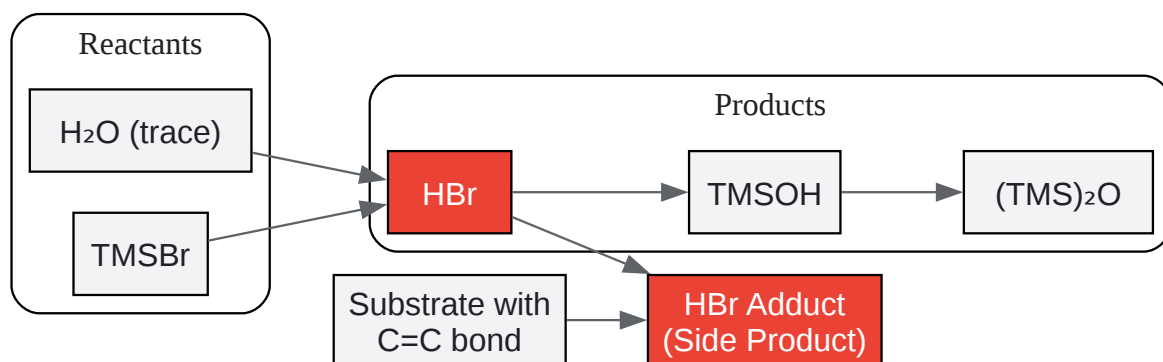 Reactants
H₂O (trace)
TMSBr
Products
HBr
TMSOH
(TMS)₂O
Substrate with
C=C bond
HBr Adduct
(Side Product)